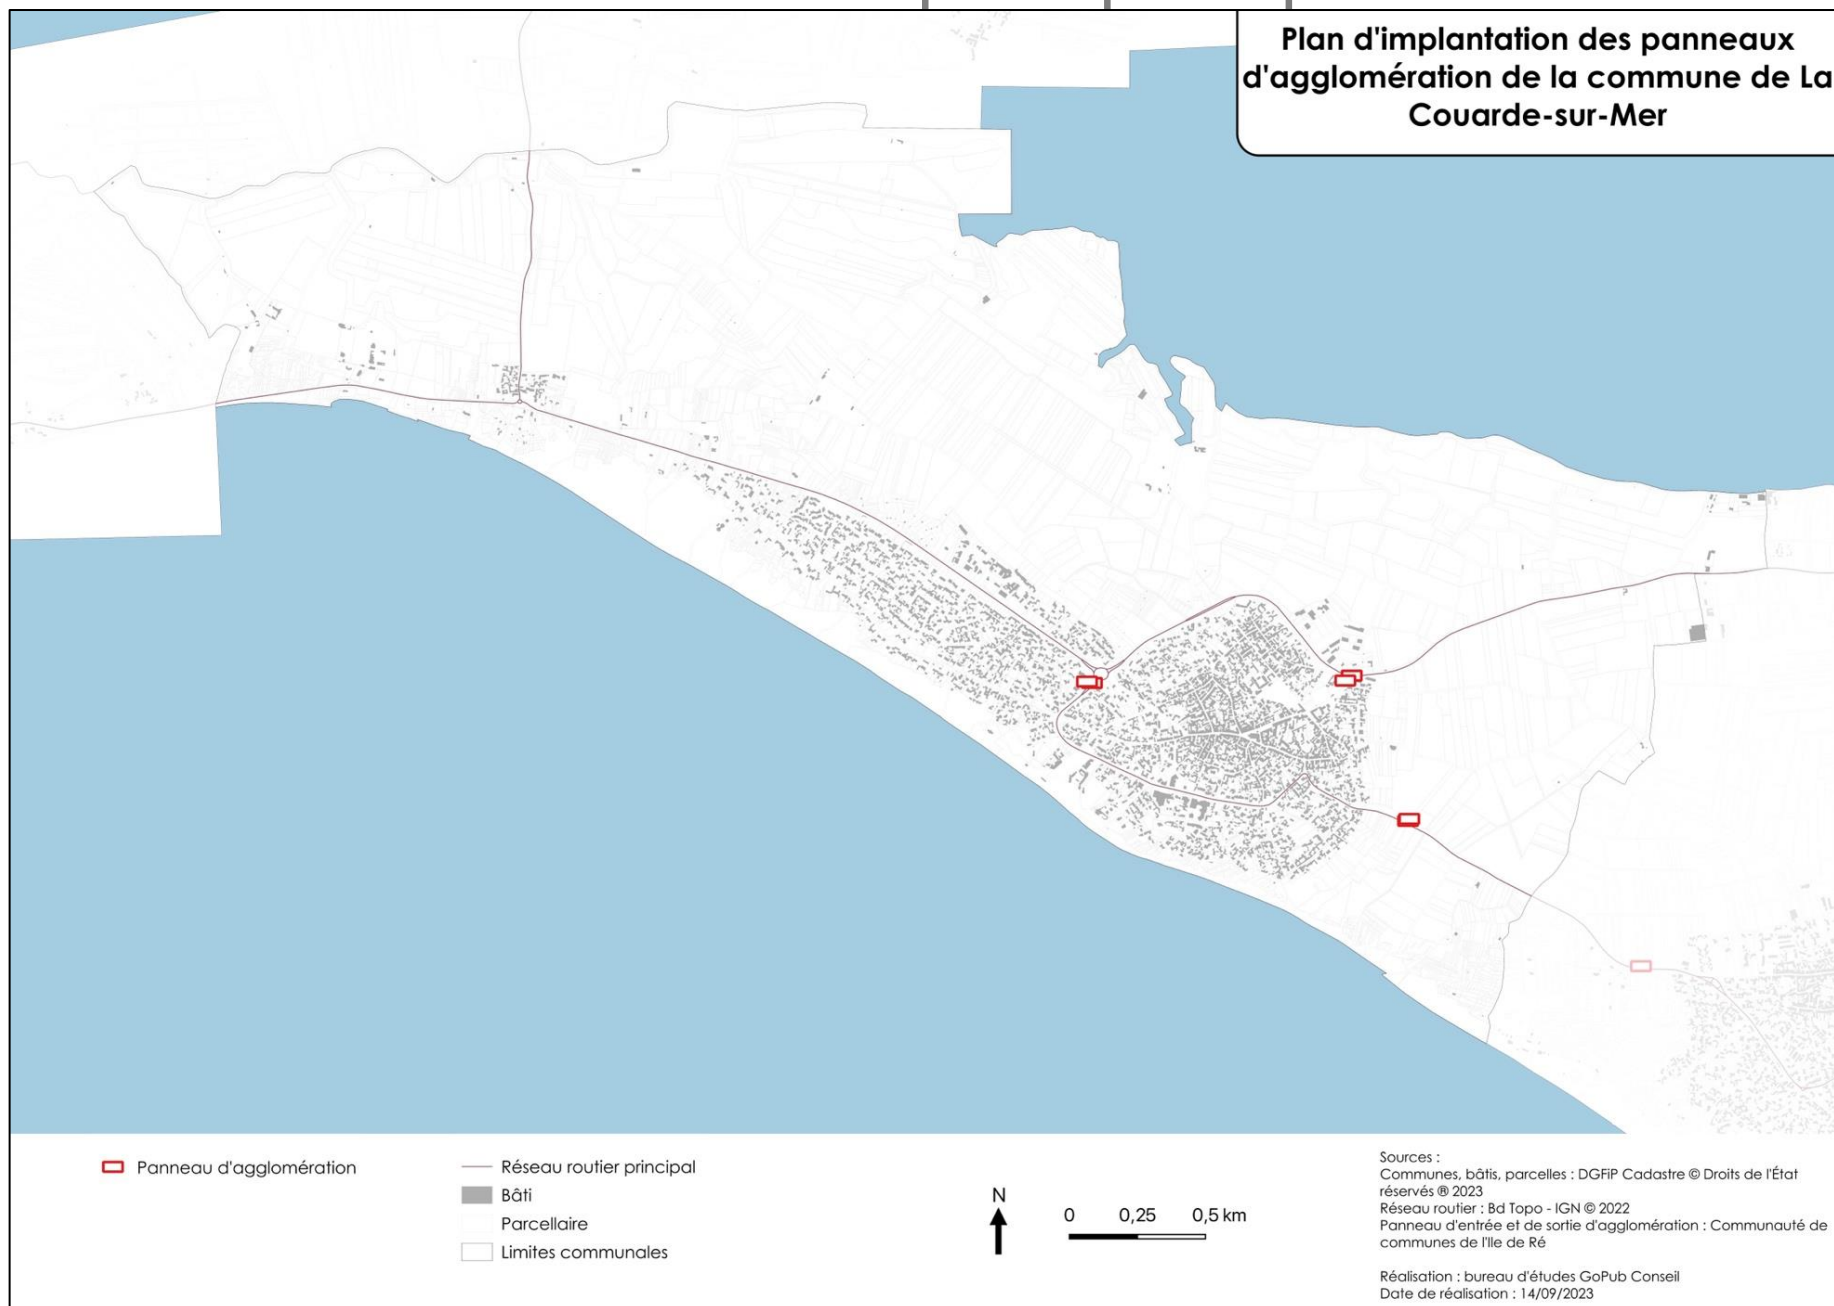 Plan d'implantation des panneaux
d'agglomération de la commune de La
Couarde-sur-Mer
Panneau d'agglomération
Réseau routier principal
Bâti
Parcellaire
Limites communales
N
0 0,25 0,5 km
Sources :
Communes, bâtis, parcelles : DGFiP Cadastre © Droits de l'État
réservés ® 2023
Réseau routier : Bd Topo - IGN © 2022
Panneau d'entrée et de sortie d'agglomération : Communauté de
communes de l'Ile de Ré
Réalisation : bureau d'études GoPub Conseil
Date de réalisation : 14/09/2023